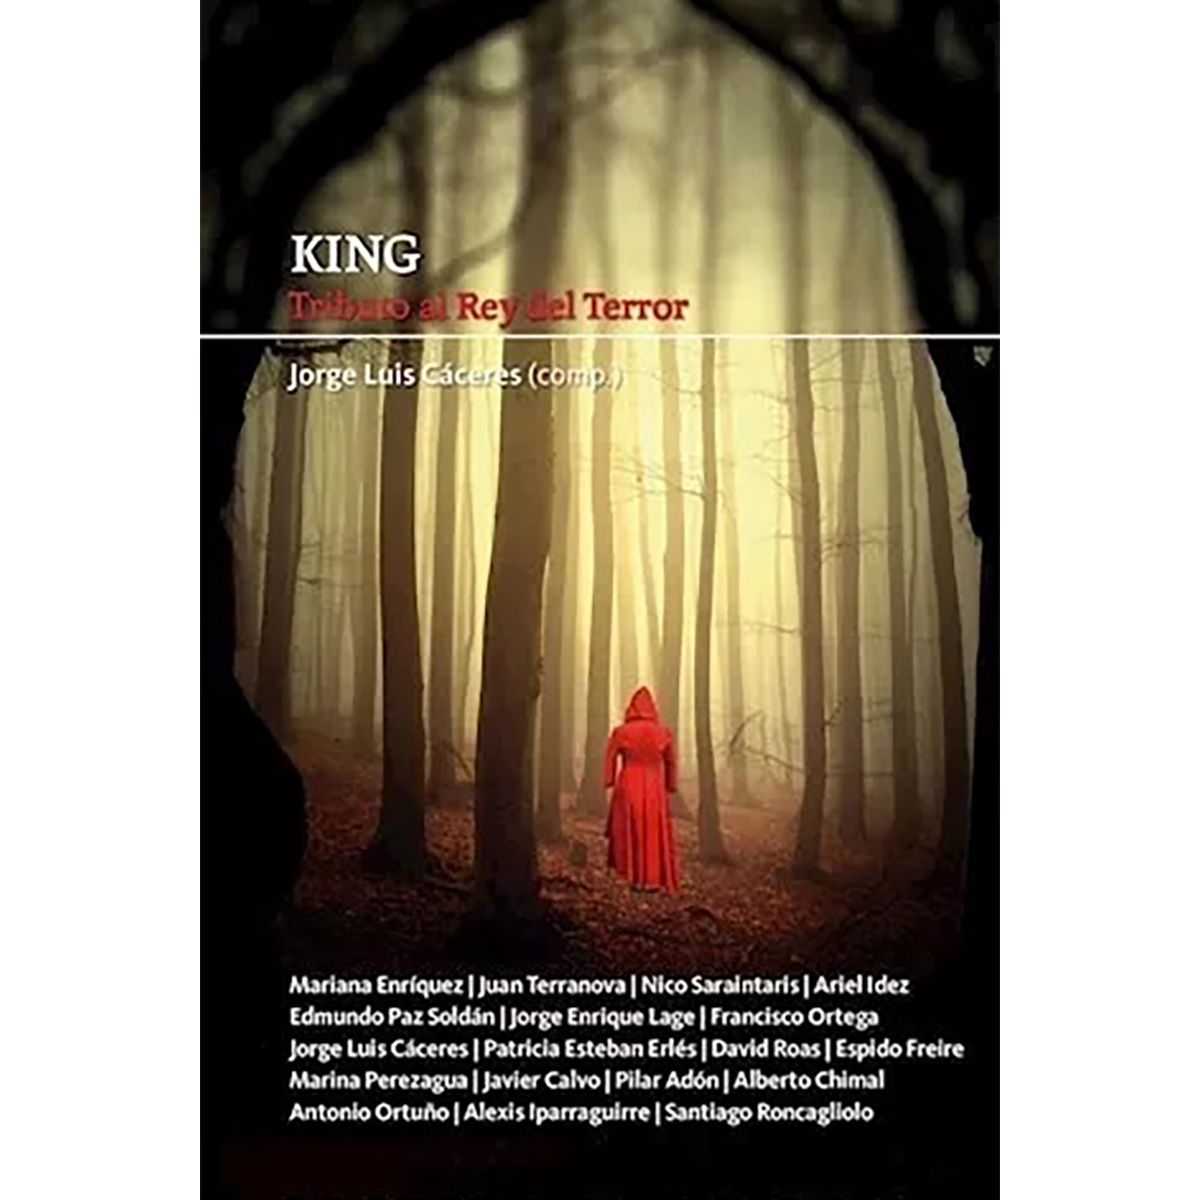 KING
Tributo al Rey del Terror
Jorge Luis Cáceres (comp.)
Mariana Enríquez | Juan Terranova | Nico Saraintaris | Ariel Idez
Edmundo Paz Soldán | Jorge Enrique Lage | Francisco Ortega
Jorge Luis Cáceres | Patricia Esteban Erlés | David Roas | Espido Freire
Marina Perezagua | Javier Calvo | Pilar Adón | Alberto Chimal
Antonio Ortuño | Alexis Iparraguirre | Santiago Roncagliolo